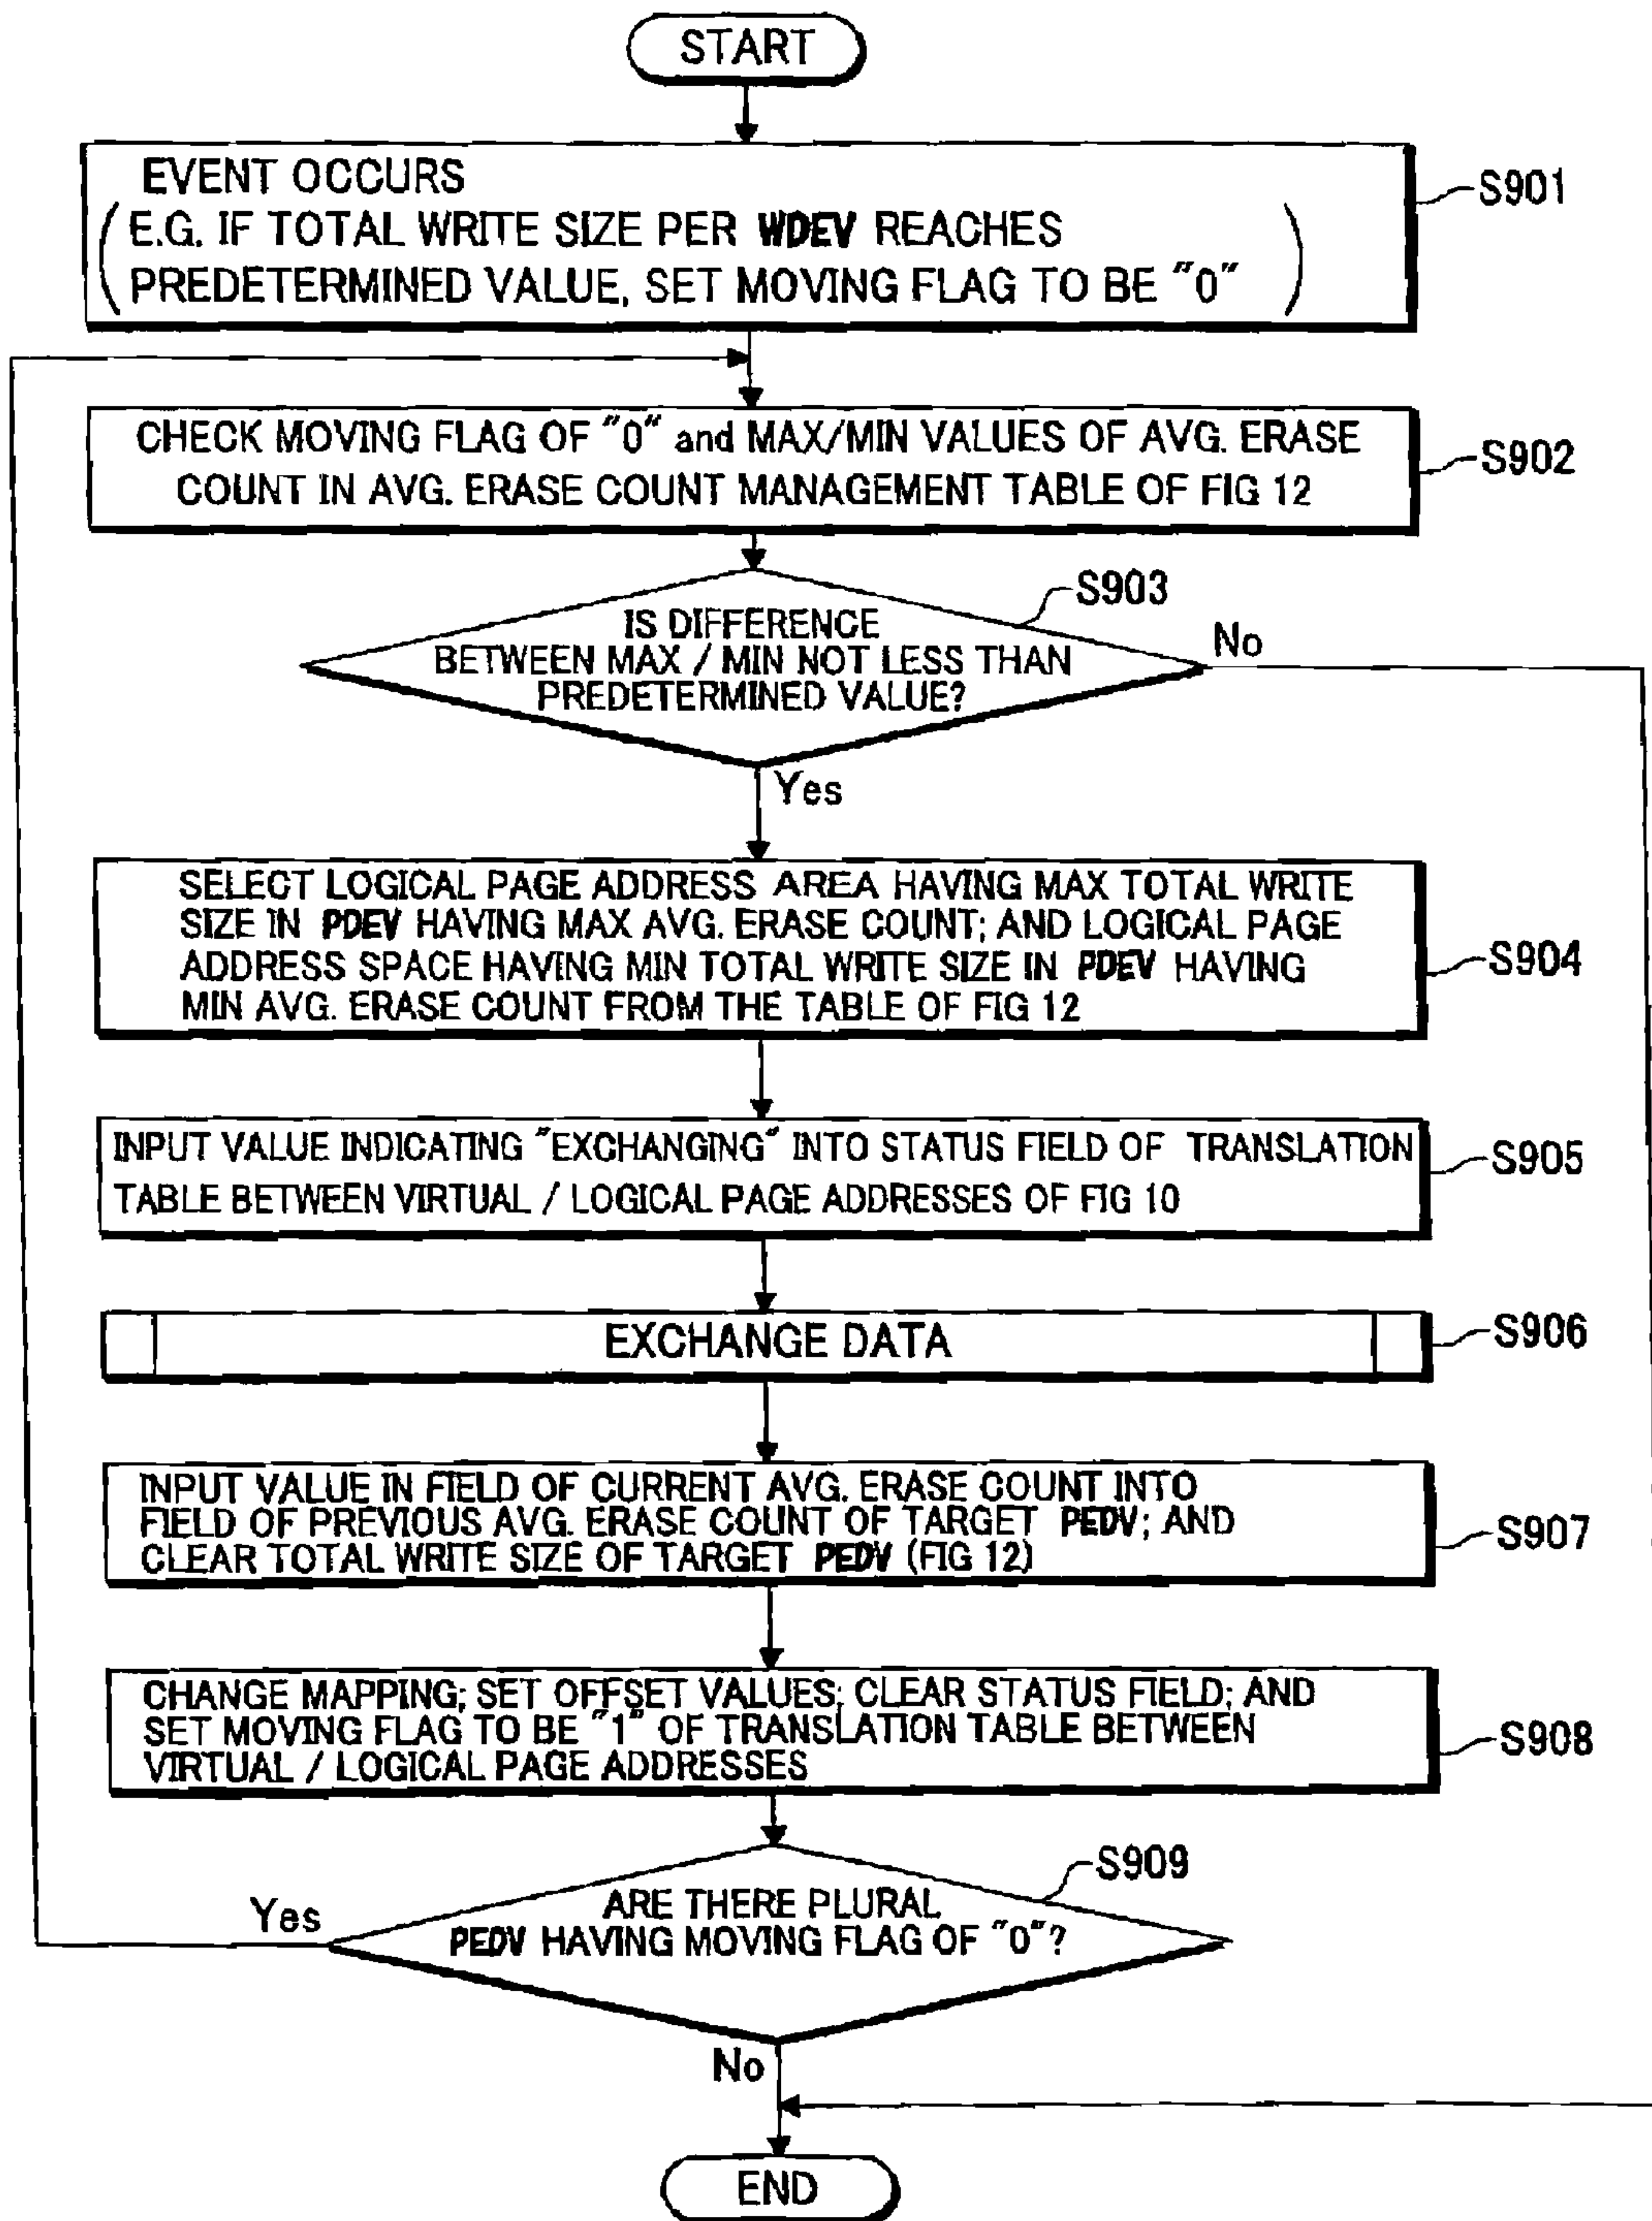 START
EVENT OCCURS
(E.G. IF TOTAL WRITE SIZE PER WDEV REACHES
PREDETERMINED VALUE, SET MOVING FLAG TO BE "0")
S901
CHECK MOVING FLAG OF "0" and MAX/MIN VALUES OF AVG. ERASE
COUNT IN AVG. ERASE COUNT MANAGEMENT TABLE OF FIG 12
S902
S903
IS DIFFERENCE
BETWEEN MAX / MIN NOT LESS THAN
PREDETERMINED VALUE?
No
Yes
SELECT LOGICAL PAGE ADDRESS AREA HAVING MAX TOTAL WRITE
SIZE IN PDEV HAVING MAX AVG. ERASE COUNT; AND LOGICAL PAGE
ADDRESS SPACE HAVING MIN TOTAL WRITE SIZE IN PDEV HAVING
MIN AVG. ERASE COUNT FROM THE TABLE OF FIG 12
S904
INPUT VALUE INDICATING "EXCHANGING" INTO STATUS FIELD OF TRANSLATION
TABLE BETWEEN VIRTUAL / LOGICAL PAGE ADDRESSES OF FIG 10
S905
EXCHANGE DATA
S906
INPUT VALUE IN FIELD OF CURRENT AVG. ERASE COUNT INTO
FIELD OF PREVIOUS AVG. ERASE COUNT OF TARGET PEDV; AND
CLEAR TOTAL WRITE SIZE OF TARGET PEDV (FIG 12)
S907
CHANGE MAPPING; SET OFFSET VALUES; CLEAR STATUS FIELD; AND
SET MOVING FLAG TO BE "1" OF TRANSLATION TABLE BETWEEN
VIRTUAL / LOGICAL PAGE ADDRESSES
S908
S909
ARE THERE PLURAL
PEDV HAVING MOVING FLAG OF "0"?
Yes
No
END